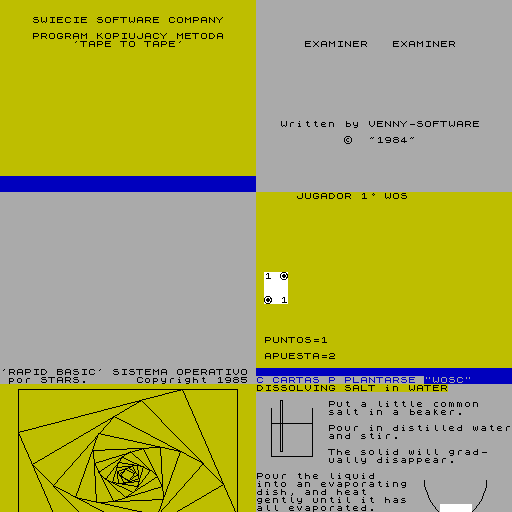 SWIECIE SOFTWARE COMPANY
PROGRAM KOPIUJACY METODA
'TAPE TO TAPE'
EXAMINER EXAMINER
Written by VENNY-SOFTWARE
© "1984"
'RAPID BASIC' SISTEMA OPERATIVO
por STARS. Copyright 1985
JUGADOR 1° WOS
1
1
PUNTOS=1
APUESTA=2
C CARTAS P PLANTARSE "WOSC"
DISSOLVING SALT in WATER
Put a little common
salt in a beaker.
Pour in distilled water
and stir.
The solid will grad-
ually disappear.
Pour the liquid
into an evaporating
dish, and heat
gently until it has
all evaporated.